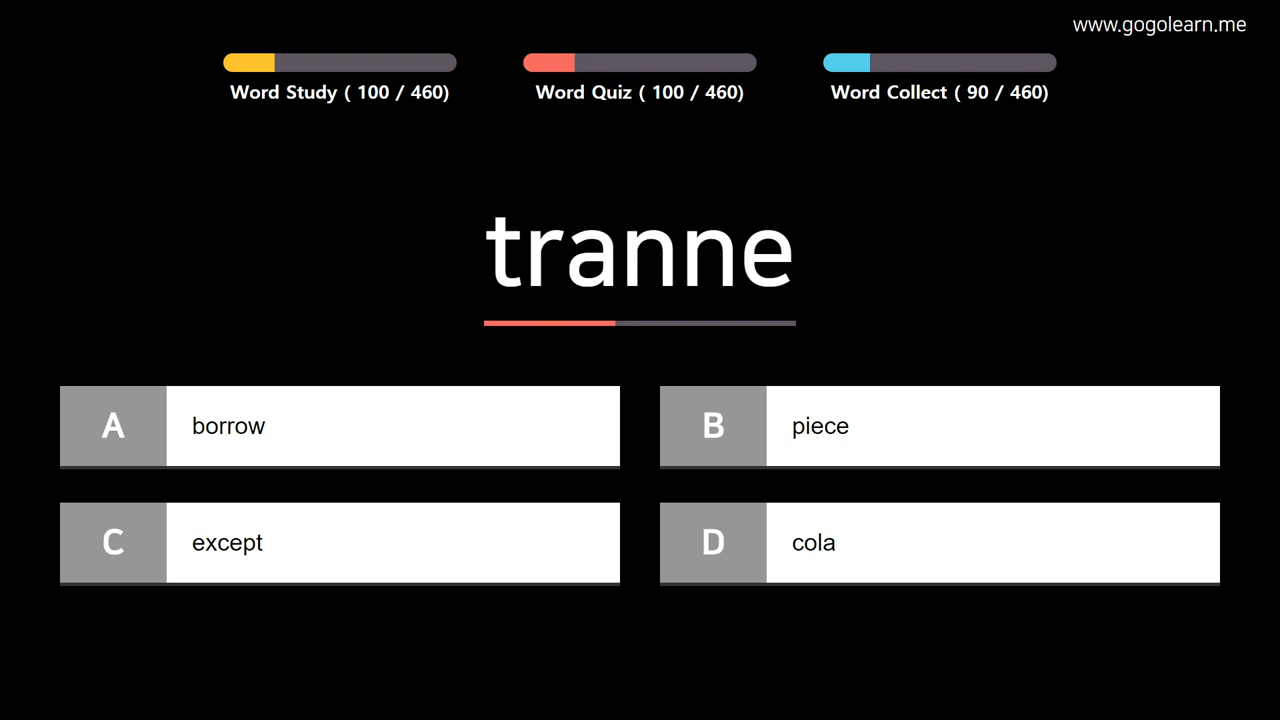 www.gogolearn.me
Word Study ( 100 / 460)
Word Quiz ( 100 / 460)
Word Collect ( 90 / 460)
tranne
A borrow
B piece
C except
D cola